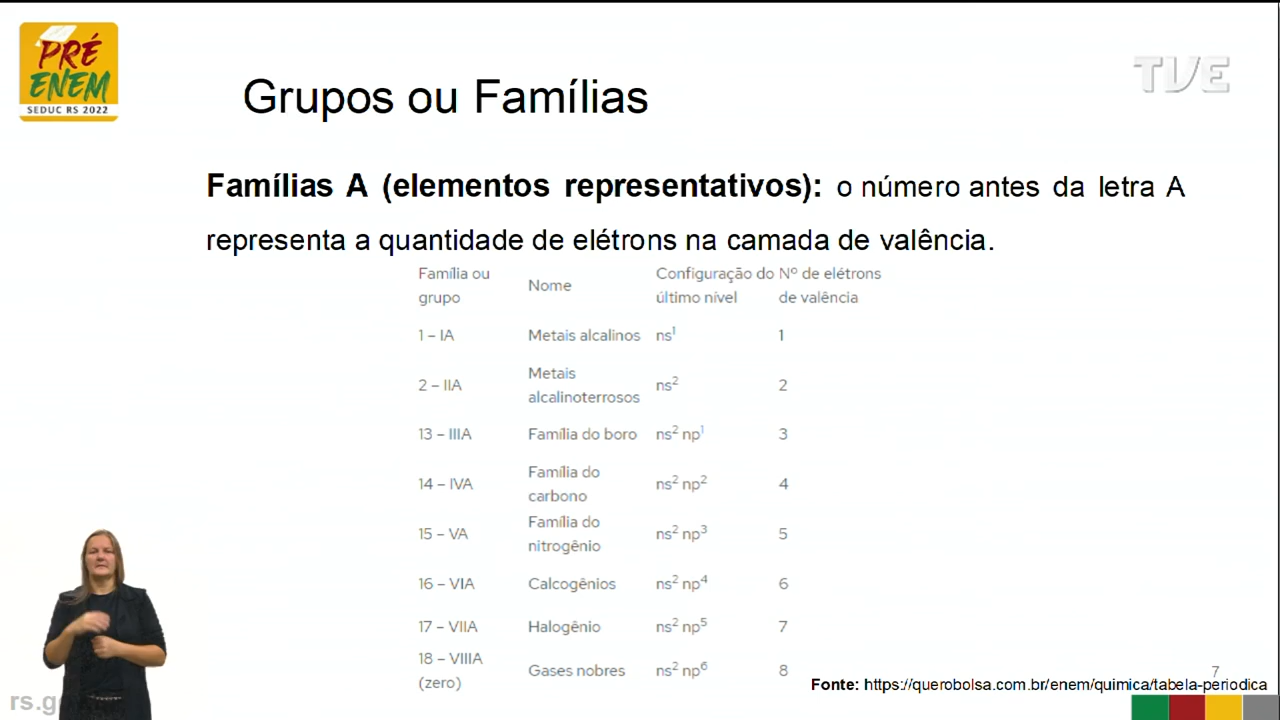 PRÉ
ENEM
SEDUC RS 2022
TVE
Grupos ou Famílias
Famílias A (elementos representativos): o número antes da letra A
representa a quantidade de elétrons na camada de valência.
Família ou grupo Nome Configuração do último nível Nº de elétrons de valência
1 – IA Metais alcalinos ns¹ 1
2 – IIA Metais alcalinoterrosos ns² 2
13 – IIIA Família do boro ns² np¹ 3
14 – IVA Família do carbono ns² np² 4
15 – VA Família do nitrogênio ns² np³ 5
16 – VIA Calcogênios ns² np⁴ 6
17 – VIIA Halogênio ns² np⁵ 7
18 – VIIIA (zero) Gases nobres ns² np⁶ 8
7
Fonte: https://querobolsa.com.br/enem/quimica/tabela-periodica